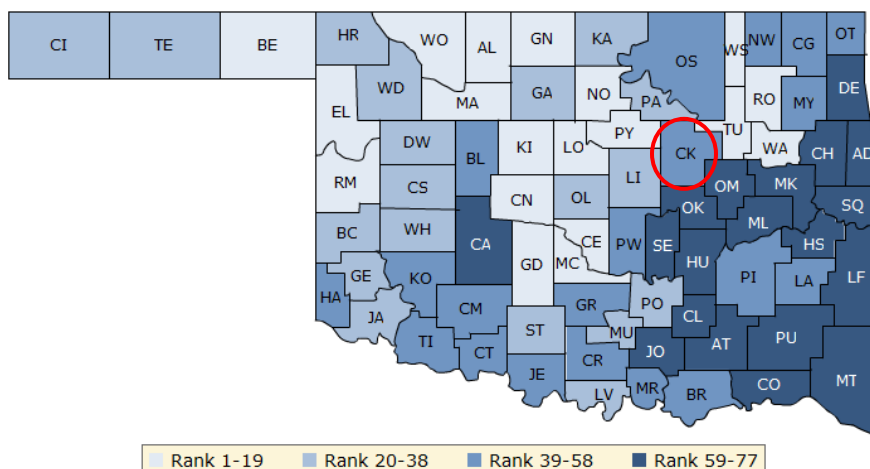 CI TE BE HR WO AL GN KA OS WS NW CG OT
EL WD MA GA NO PA RO MY DE
DW BL KI LO PY CK TU WA CH AD
RM CS CN OL LI OM MK SQ
BC WH CA CE PW SE OK ML HS
GE KO GD MC HU PI LA LF
HA JA CM GR PO CL
TI CT ST MU JO AT PU
JE CR LV MR BR CO MT
Rank 1-19 Rank 20-38 Rank 39-58 Rank 59-77